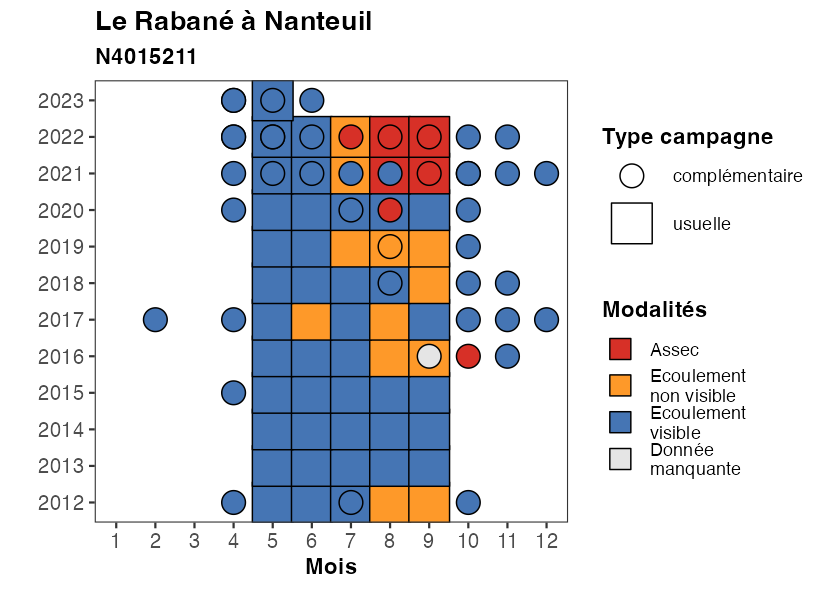 Le Rabané à Nanteuil
N4015211
2023
2022
2021
2020
2019
2018
2017
2016
2015
2014
2013
2012
1 2 3 4 5 6 7 8 9 10 11 12
Mois
Type campagne
complémentaire
usuelle
Modalités
Assec
Ecoulement
non visible
Ecoulement
visible
Donnée
manquante